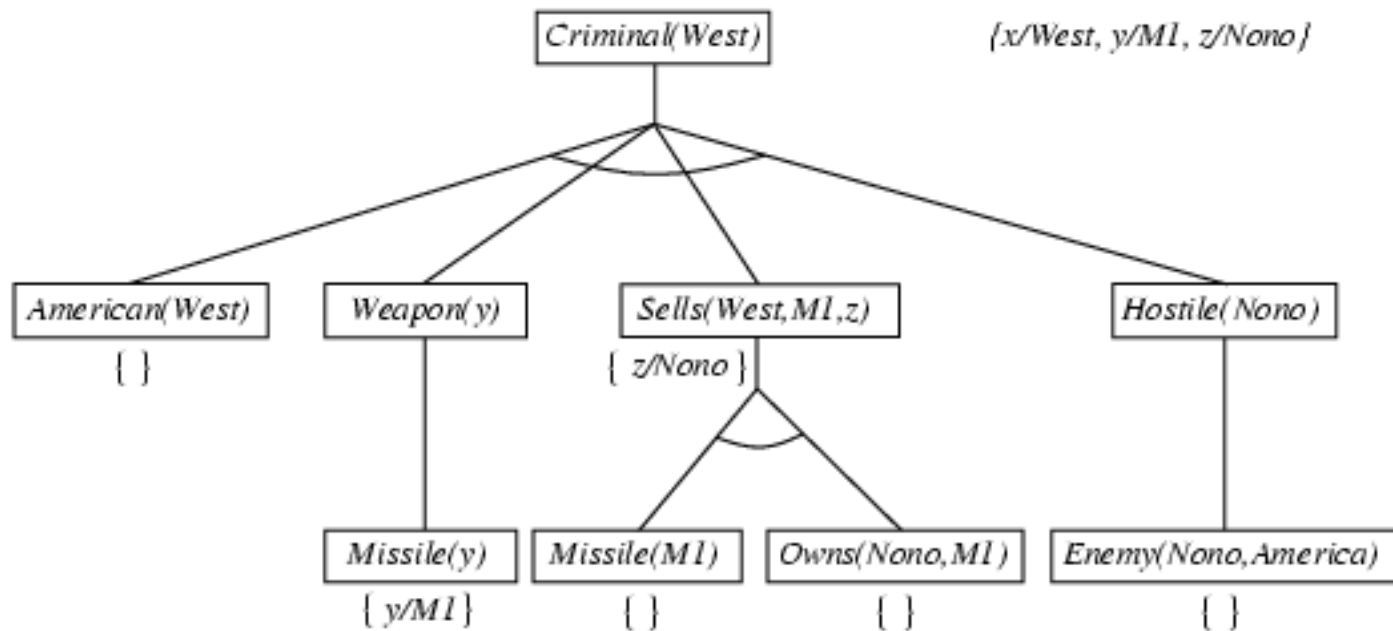 Criminal(West)
{x/West, y/M1, z/Nono}
American(West)
Weapon(y)
Sells(West,M1,z)
Hostile(Nono)
{ }
{ z/Nono }
Missile(y)
Missile(M1)
Owns(Nono,M1)
Enemy(Nono,America)
{ y/M1 }
{ }
{ }
{ }